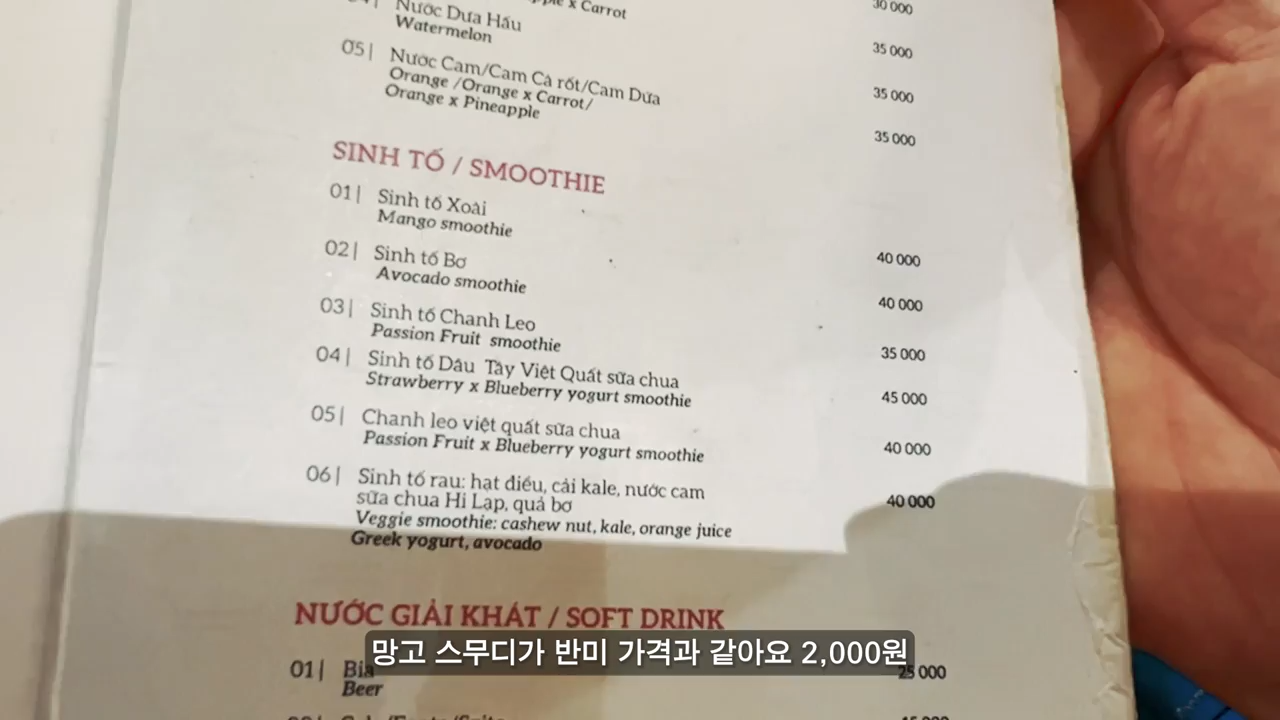 x Carrot
30 000
Nước Dưa Hấu
Watermelon
35 000
05| Nước Cam/Cam Cà rốt/Cam Dứa
Orange /Orange x Carrot/
Orange x Pineapple
35 000
35 000
SINH TỐ / SMOOTHIE
01| Sinh tố Xoài
Mango smoothie
40 000
02| Sinh tố Bơ
Avocado smoothie
40 000
03| Sinh tố Chanh Leo
Passion Fruit smoothie
35 000
04| Sinh tố Dâu Tây Việt Quất sữa chua
Strawberry x Blueberry yogurt smoothie
45 000
05| Chanh leo việt quất sữa chua
Passion Fruit x Blueberry yogurt smoothie
40 000
06| Sinh tố rau: hạt điều, cải kale, nước cam
sữa chua Hi Lạp, quả bơ
40 000
Veggie smoothie: cashew nut, kale, orange juice
Greek yogurt, avocado
NƯỚC GIẢI KHÁT / SOFT DRINK
망고 스무디가 반미 가격과 같아요 2,000원
01| Bia
Beer
25 000